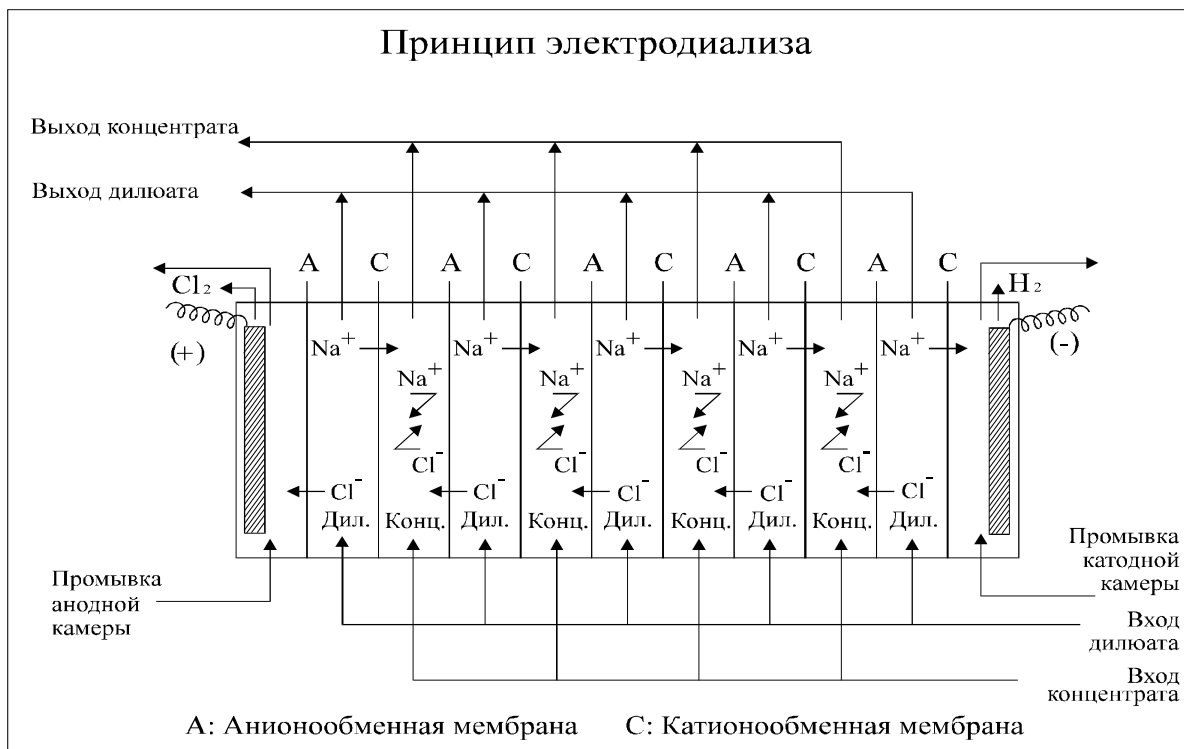 Принцип электродиализа
Выход концентрата
Выход дилюата
A C A C A C A C A C
Cl₂ H₂
(+) (-)
Na⁺ Na⁺ Na⁺ Na⁺ Na⁺
Na⁺ Na⁺ Na⁺ Na⁺
Cl⁻ Cl⁻ Cl⁻ Cl⁻
Cl⁻ Cl⁻ Cl⁻ Cl⁻ Cl⁻
Дил. Конц. Дил. Конц. Дил. Конц. Дил. Конц. Дил.
Промывка
анодной
камеры
Промывка
катодной
камеры
Вход
дилюата
Вход
концентрата
А: Анионообменная мембрана C: Катионообменная мембрана